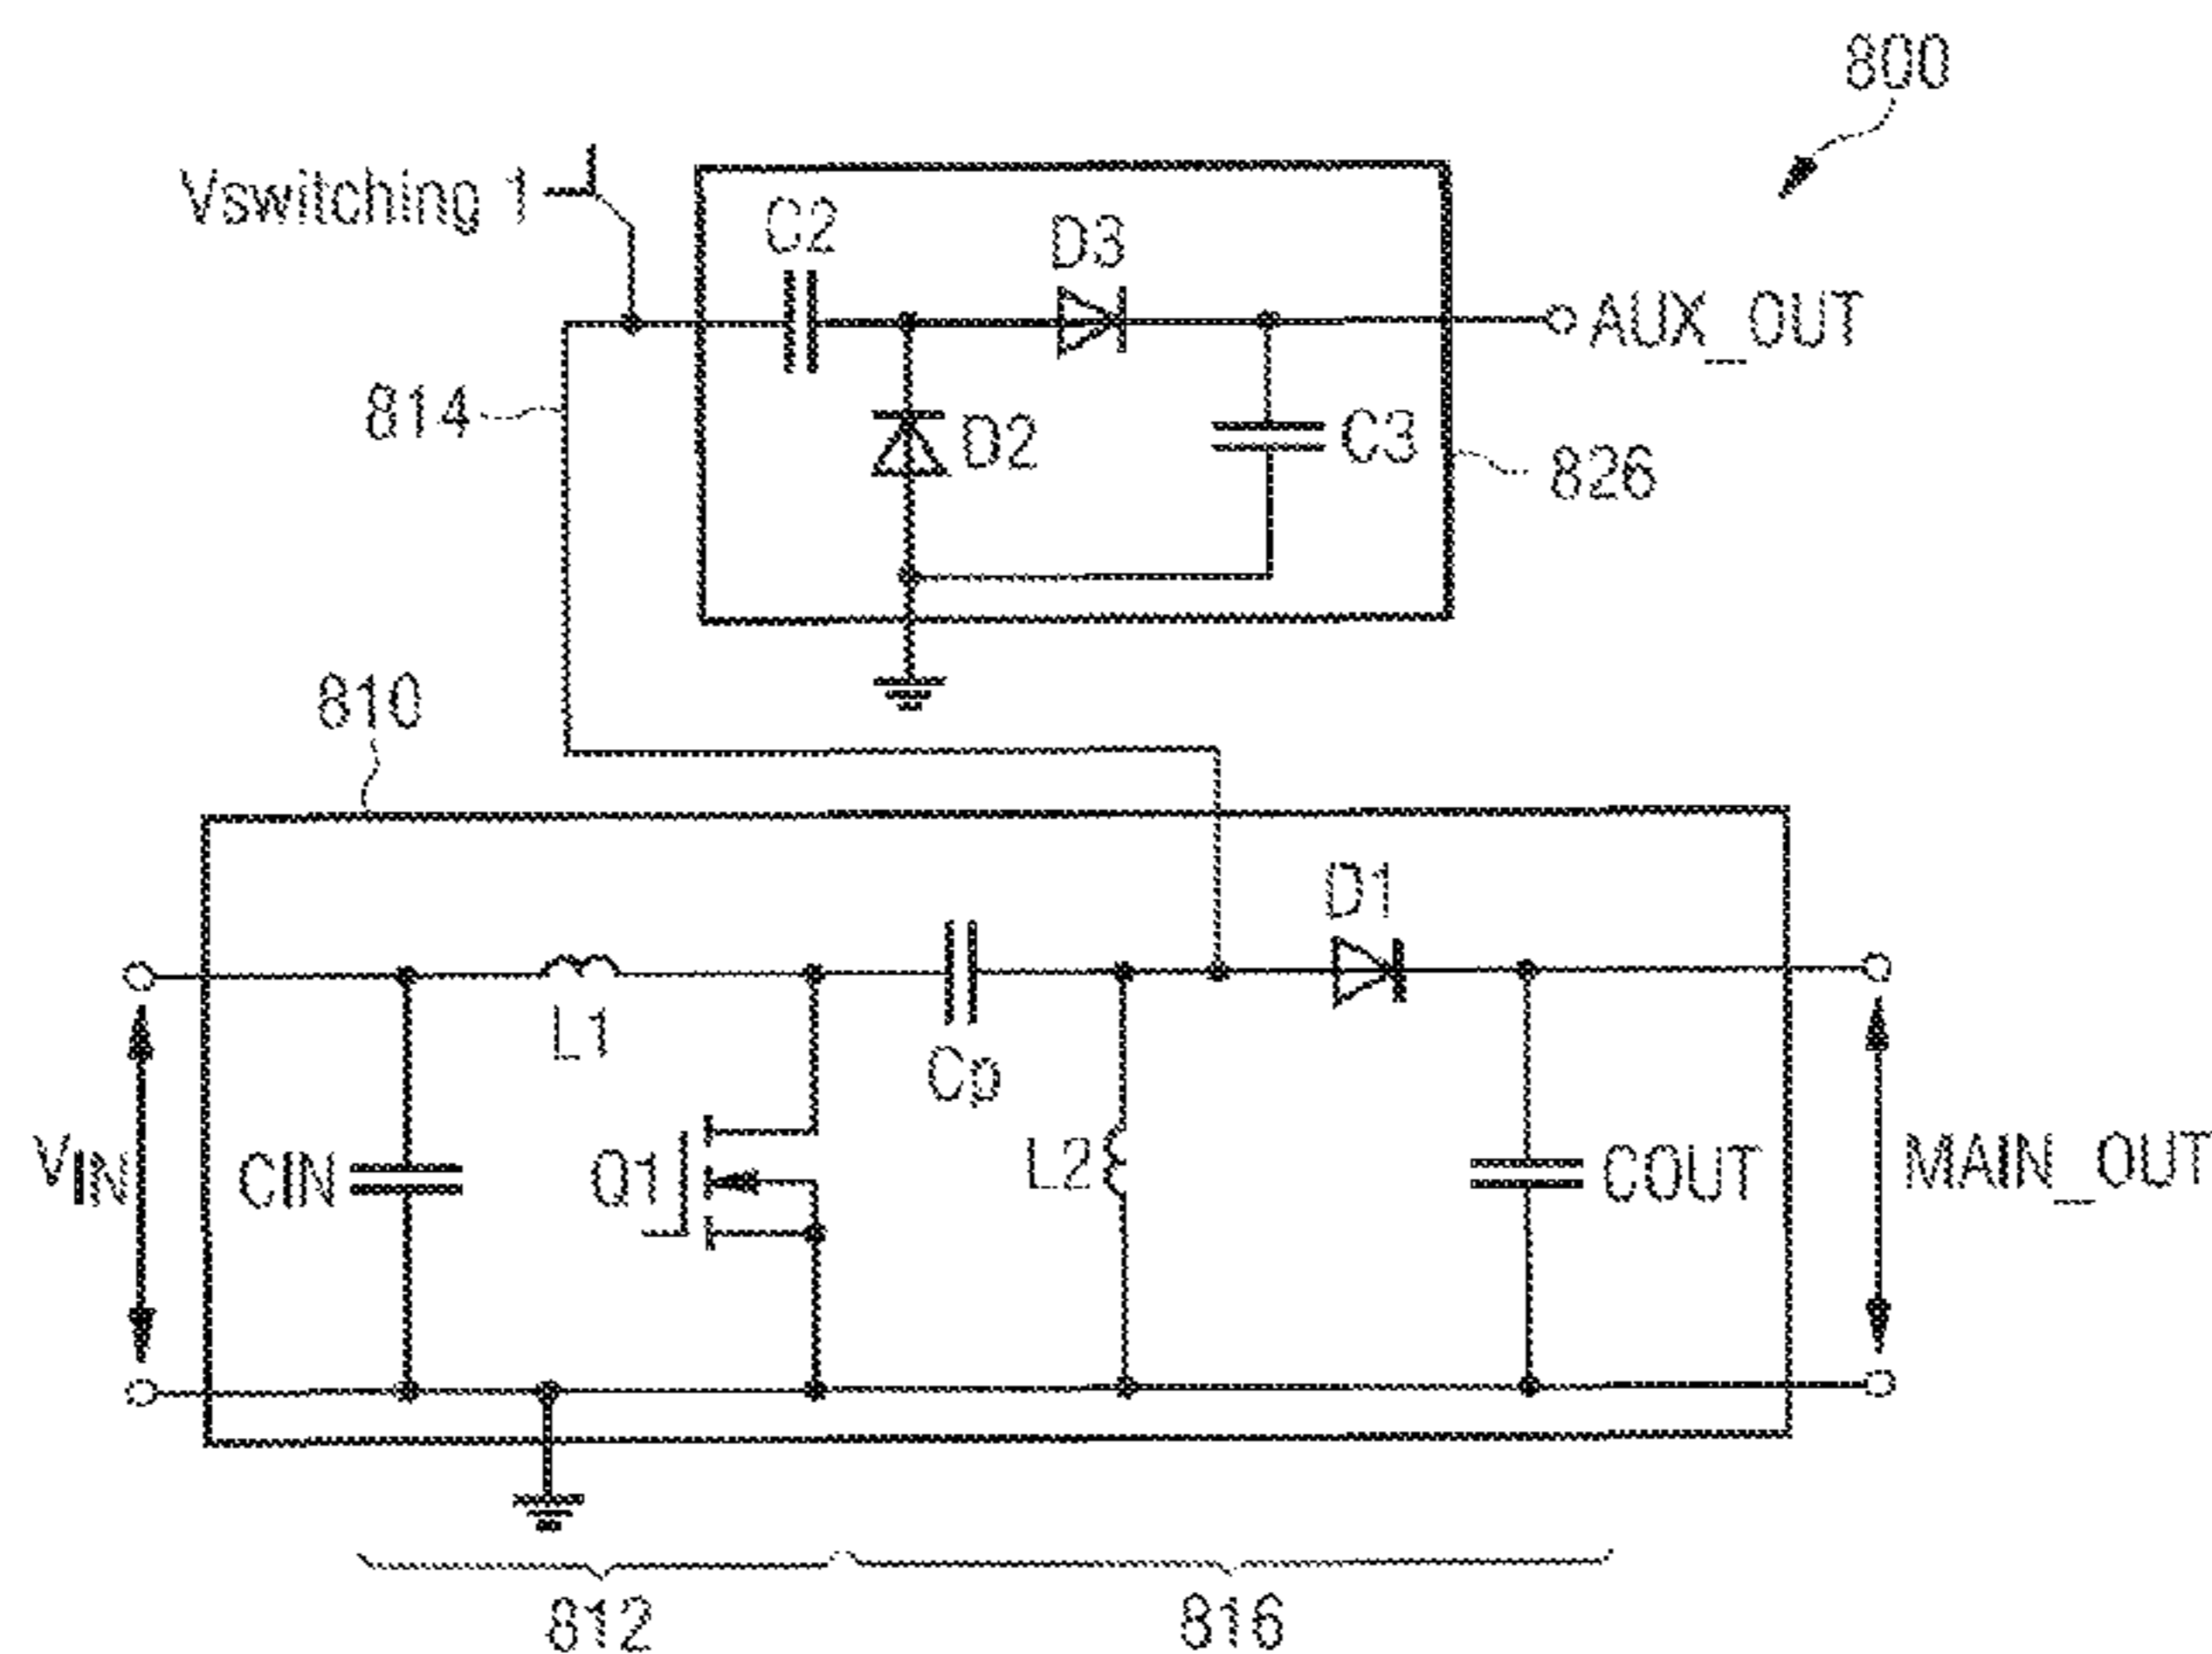 800
Vswitching 1
C2
D3
AUX_OUT
814
D2
C3
826
810
D1
L1
Cp
VIN
CIN
Q1
L2
COUT
MAIN_OUT
812
816